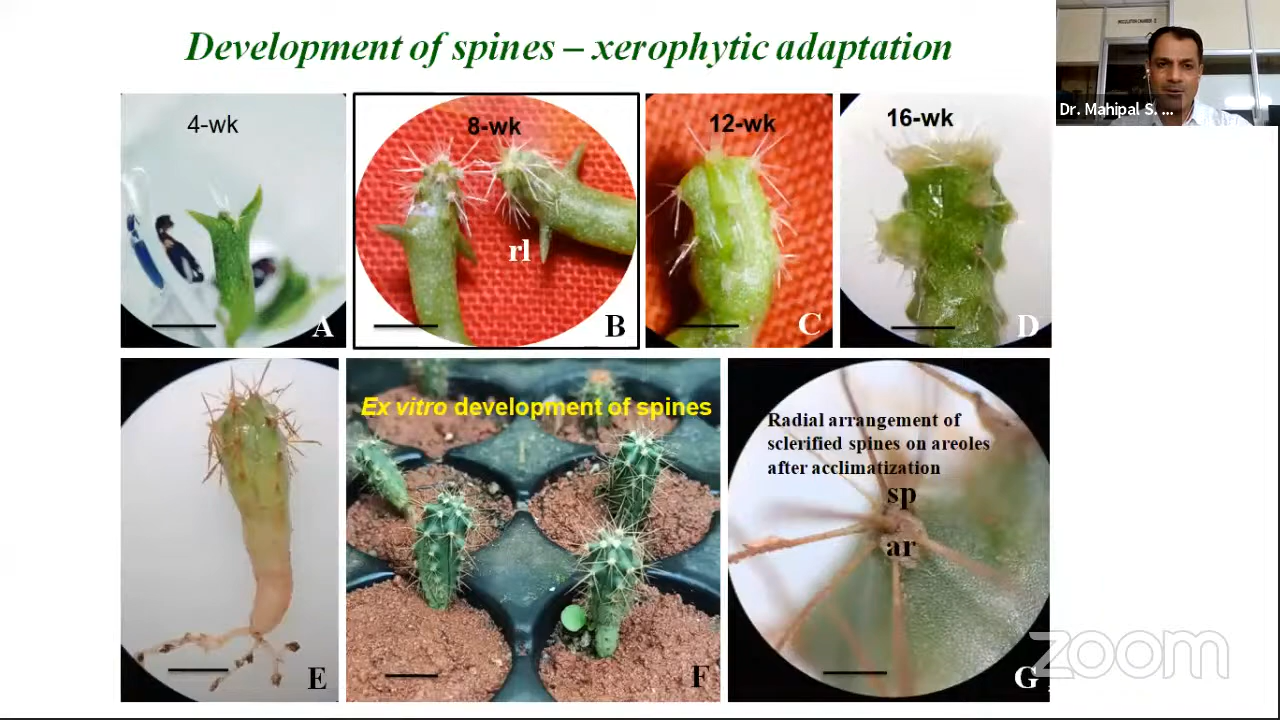 Development of spines – xerophytic adaptation
Dr. Mahipal S. ...
4-wk
8-wk
12-wk
16-wk
rl
A
B
C
D
Ex vitro development of spines
Radial arrangement of
sclerified spines on areoles
after acclimatization
sp
ar
E
F
G
zoom